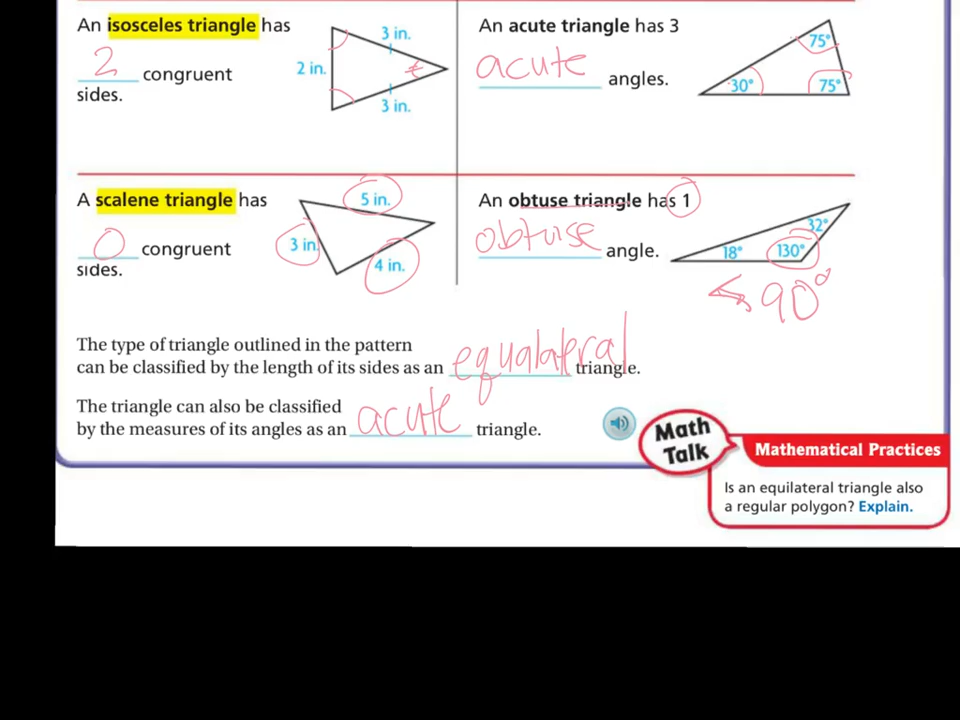 An isosceles triangle has
2 congruent
sides.
3 in.
2 in.
3 in.
An acute triangle has 3
acute angles.
75°
30°
75°
A scalene triangle has
0 congruent
sides.
5 in.
3 in.
4 in.
An obtuse triangle has 1
obtuse angle.
32°
18°
130°
90°
The type of triangle outlined in the pattern
can be classified by the length of its sides as an equalateral triangle.
The triangle can also be classified
by the measures of its angles as an acute triangle.
Math
Talk
Mathematical Practices
Is an equilateral triangle also
a regular polygon? Explain.